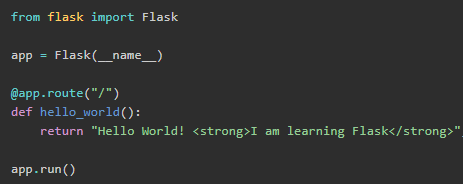 from flask import Flask
app = Flask(__name__)
@app.route("/")
def hello_world():
    return "Hello World! <strong>I am learning Flask</strong>",
app.run()